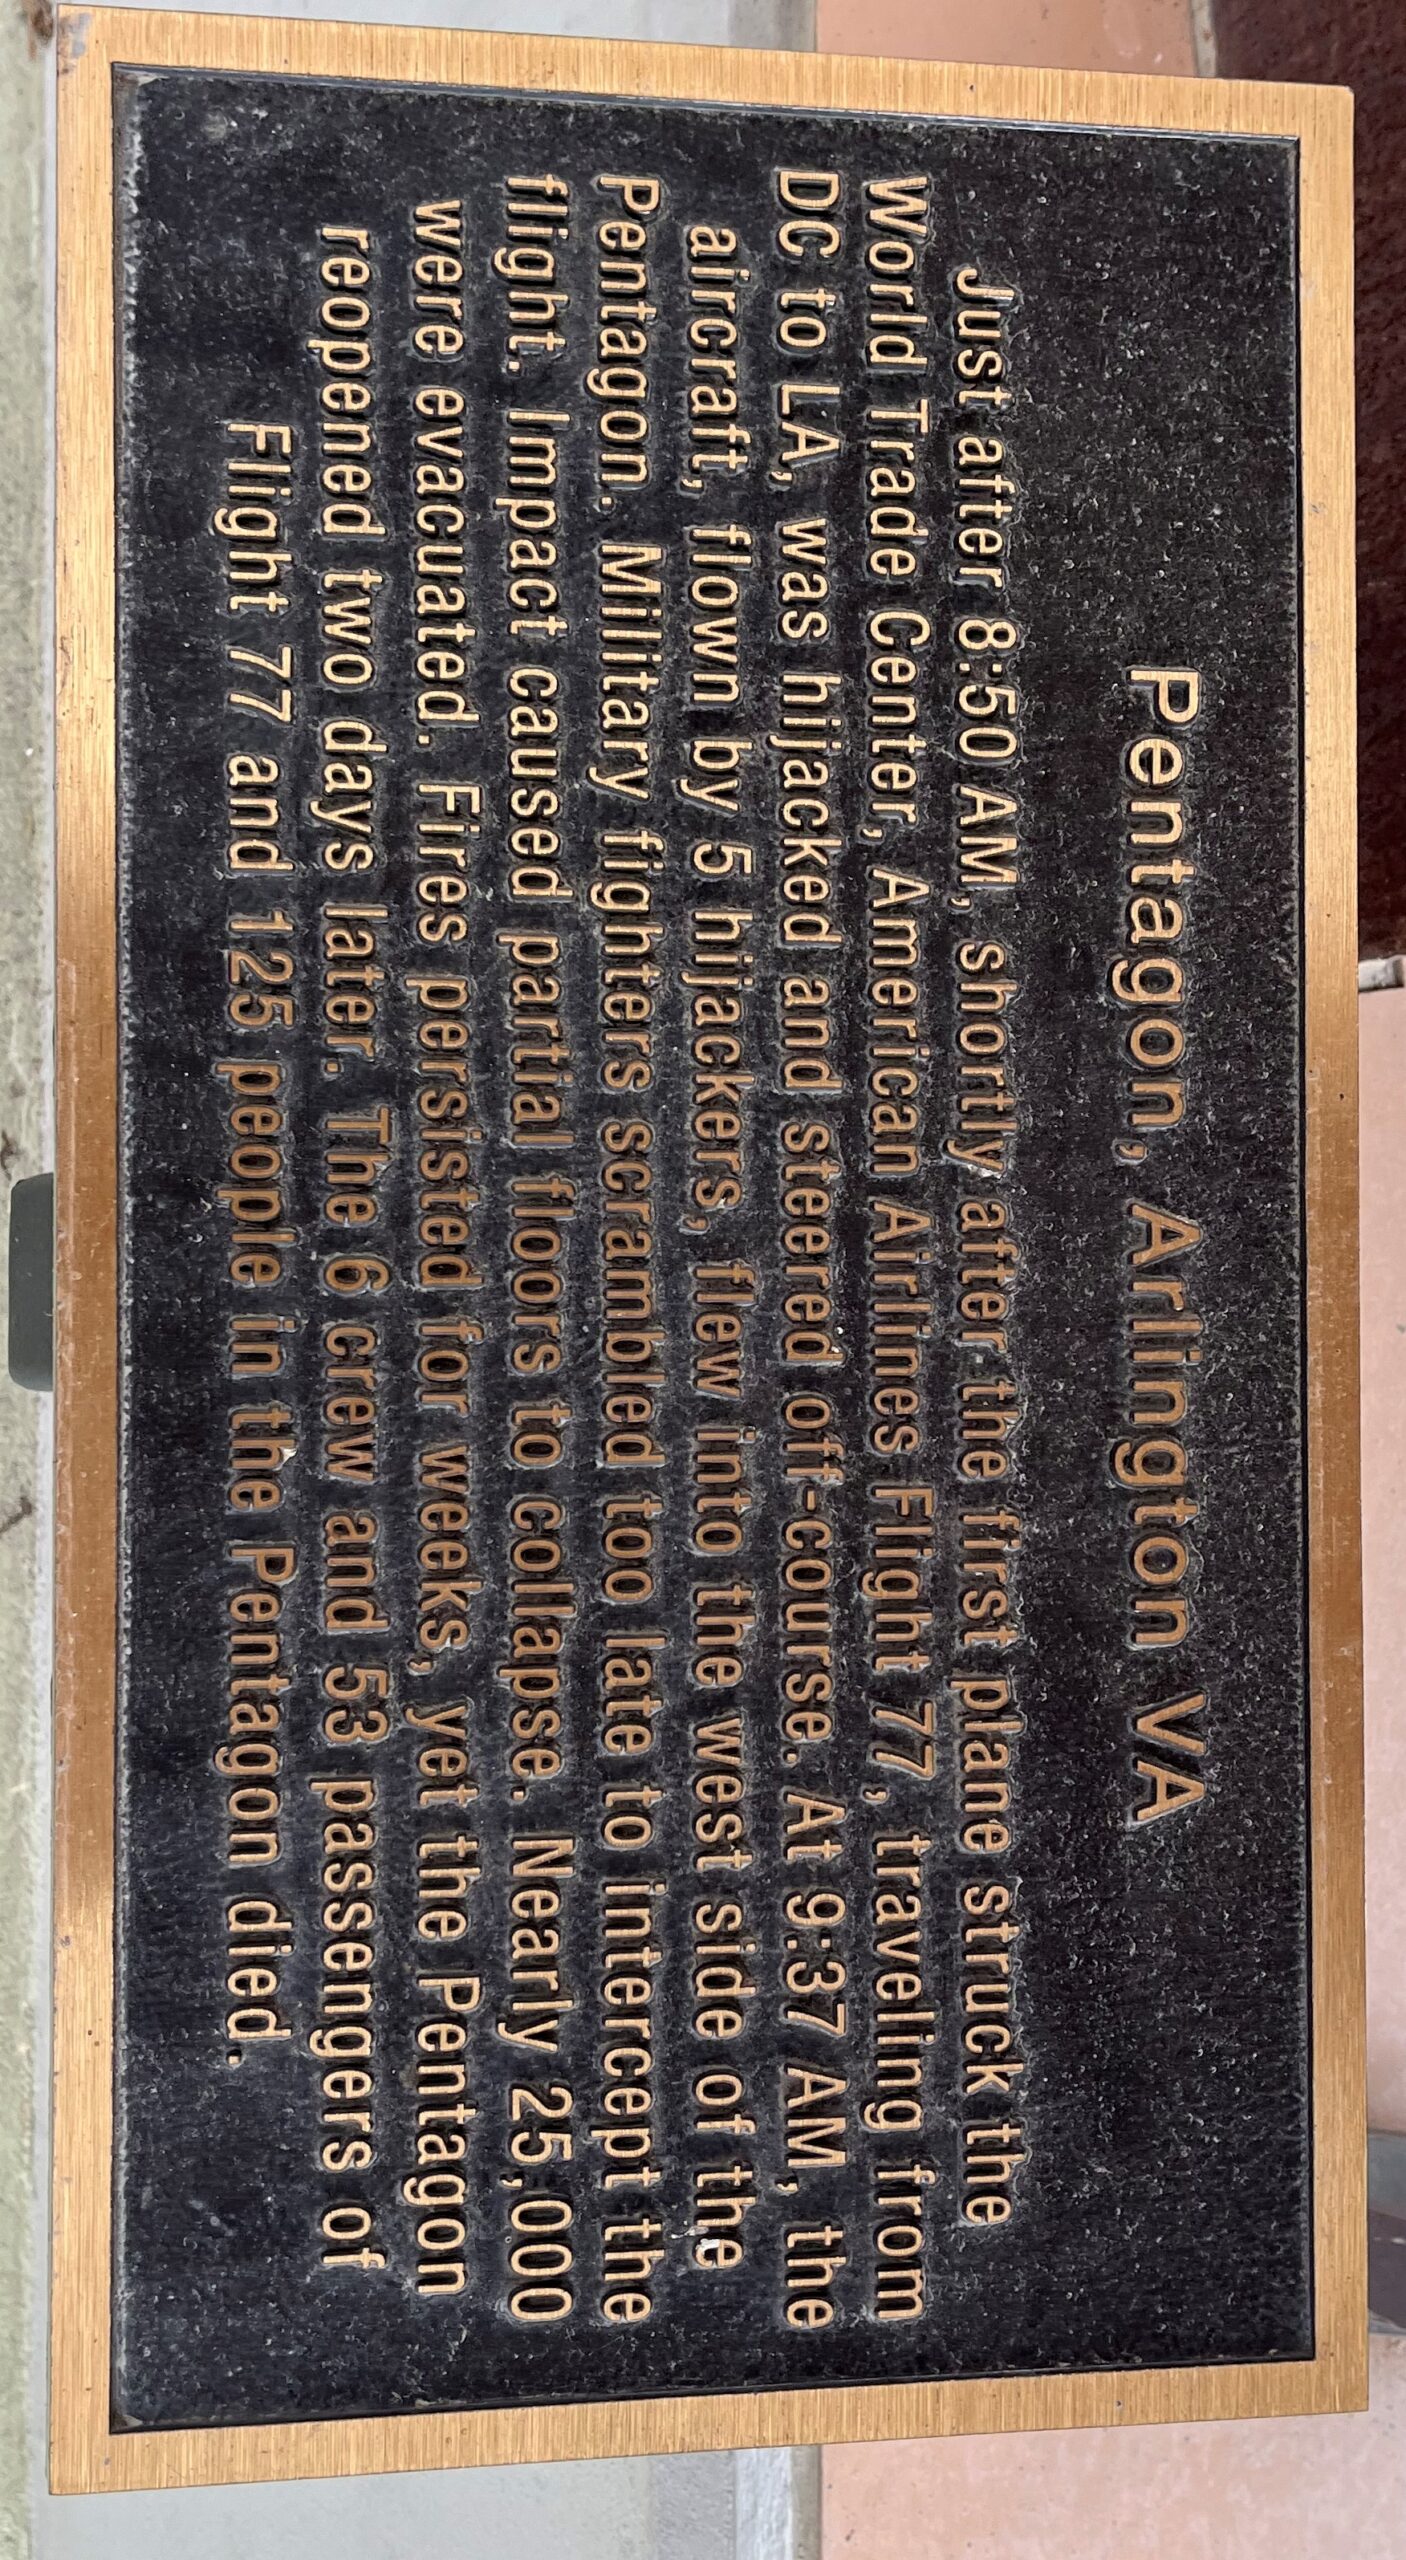 Pentagon, Arlington VA
Just after 8:50 AM, shortly after the first plane struck the
World Trade Center, American Airlines Flight 77, traveling from
DC to LA, was hijacked and steered off-course. At 9:37 AM, the
aircraft, flown by 5 hijackers, flew into the west side of the
Pentagon. Military fighters scrambled too late to intercept the
flight. Impact caused partial floors to collapse. Nearly 25,000
were evacuated. Fires persisted for weeks, yet the Pentagon
reopened two days later. The 6 crew and 53 passengers of
Flight 77 and 125 people in the Pentagon died.